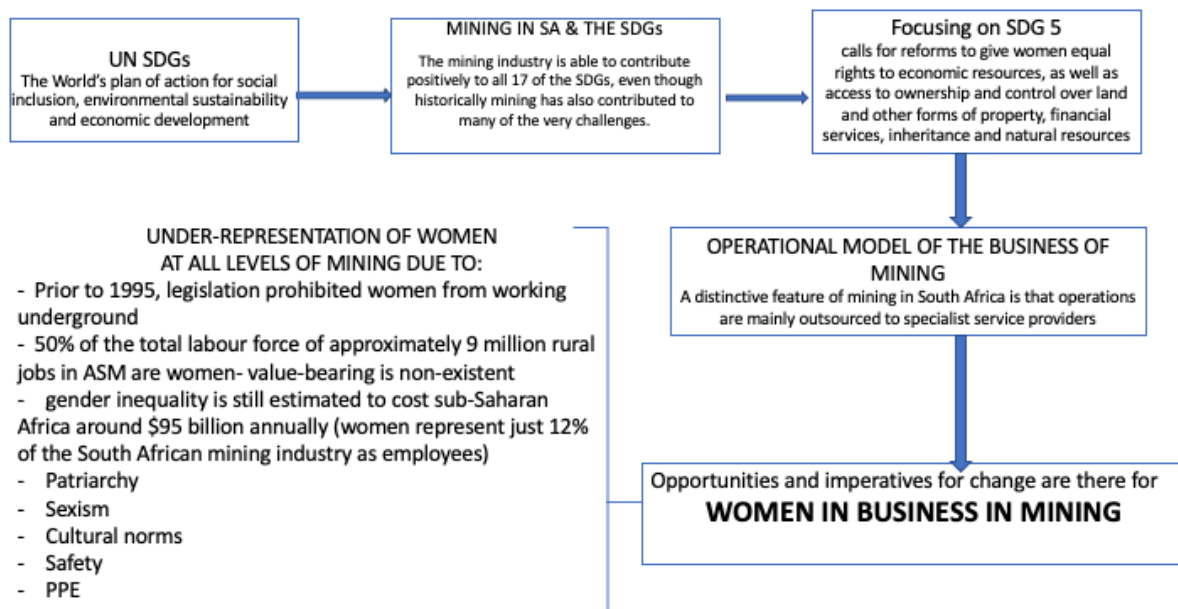 UN SDGs
The World's plan of action for social
inclusion, environmental sustainability
and economic development
MINING IN SA & THE SDGs
The mining industry is able to contribute
positively to all 17 of the SDGs, even though
historically mining has also contributed to
many of the very challenges.
Focusing on SDG 5
calls for reforms to give women equal
rights to economic resources, as well as
access to ownership and control over land
and other forms of property, financial
services, inheritance and natural resources
OPERATIONAL MODEL OF THE BUSINESS OF
MINING
A distinctive feature of mining in South Africa is that operations
are mainly outsourced to specialist service providers
Opportunities and imperatives for change are there for
WOMEN IN BUSINESS IN MINING
UNDER-REPRESENTATION OF WOMEN
AT ALL LEVELS OF MINING DUE TO:
- Prior to 1995, legislation prohibited women from working
underground
- 50% of the total labour force of approximately 9 million rural
jobs in ASM are women- value-bearing is non-existent
- gender inequality is still estimated to cost sub-Saharan
Africa around $95 billion annually (women represent just 12%
of the South African mining industry as employees)
- Patriarchy
- Sexism
- Cultural norms
- Safety
- PPE